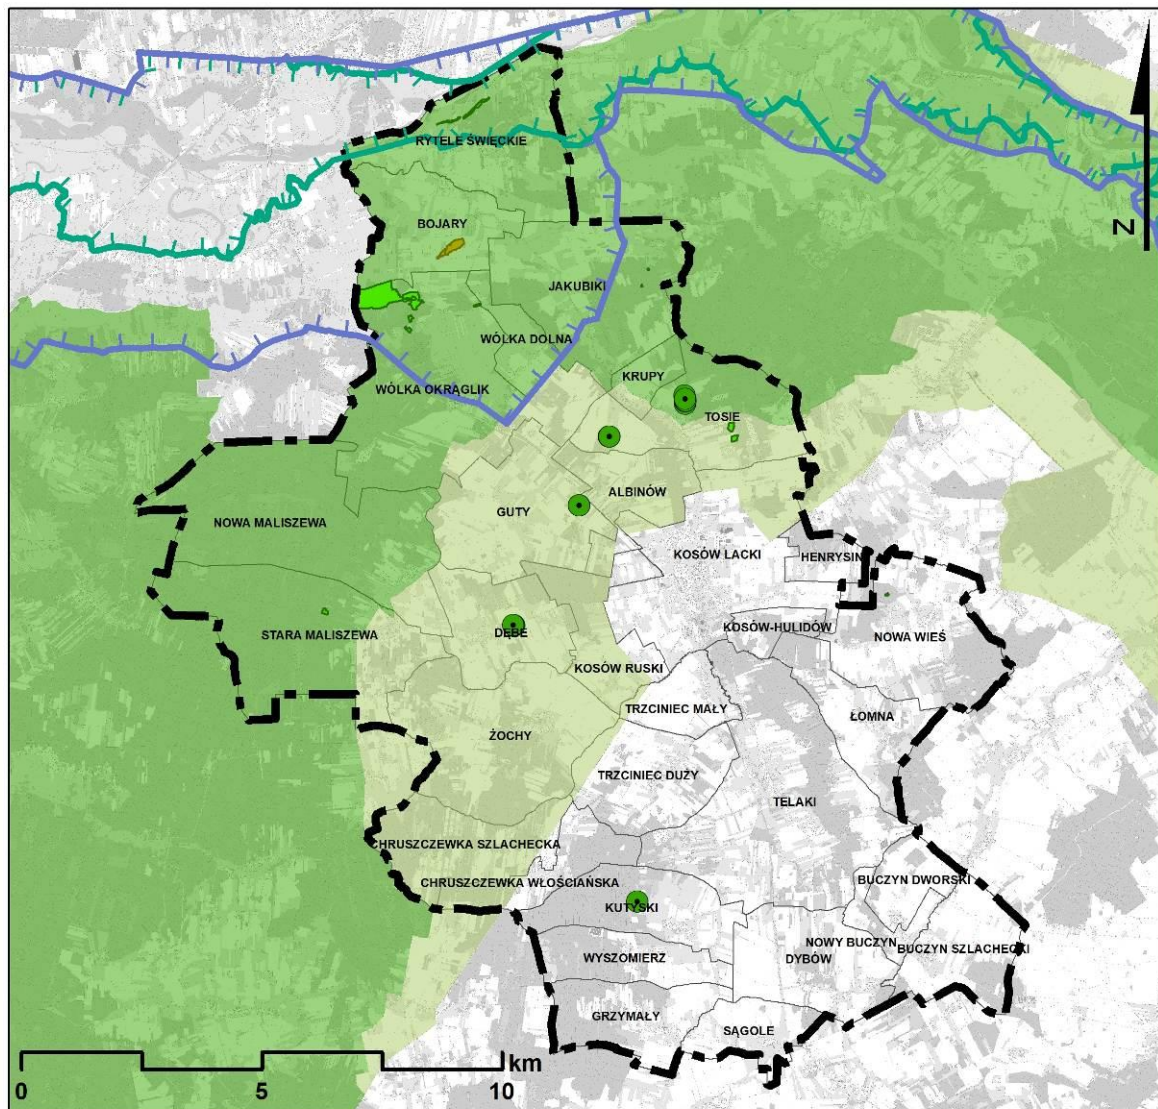 RYTELE ŚWIĘCKIE
BOJARY
N
JAKUBIKI
WÓLKA DOLNA
KRUPY
WÓLKA OKRĄGLIK
TOSIE
ALBINÓW
GUTY
NOWA MALISZEWA
KOSÓW LACKI
HENRYSIN
KOSÓW-HULIDÓW
DĘBE
STARA MALISZEWA
NOWA WIEŚ
KOSÓW RUSKI
TRZCINIEC MAŁY
ŁOMNA
ŻOCHY
TRZCINIEC DUŻY
TELAKI
CHRUSZCZEWKA SZLACHECKA
CHRUSZCZEWKA WŁOŚCIAŃSKA
BUCZYN DWORSKI
KUTYSKI
NOWY BUCZYN
BUCZYN SZLACHECKI
WYSZOMIERZ
DYBÓW
GRZYMAŁY
SĄGOLE
km
0 5 10